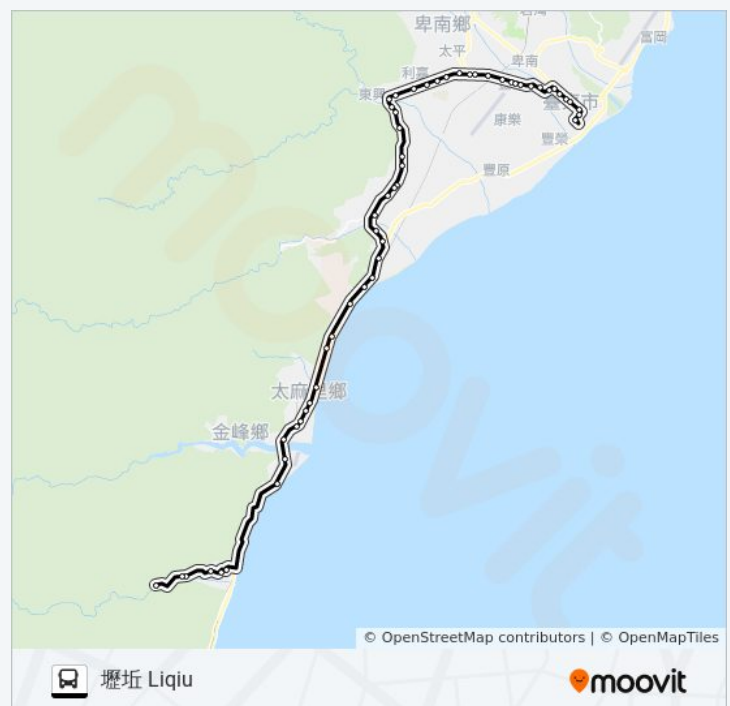 卑南鄉
富岡
太平
卑南
利嘉
東興
臺東市
康樂
豐榮
豐原
太麻里鄉
金峰鄉
moovit
© OpenStreetMap contributors | © OpenMapTiles
壢坵 Liqiu
moovit